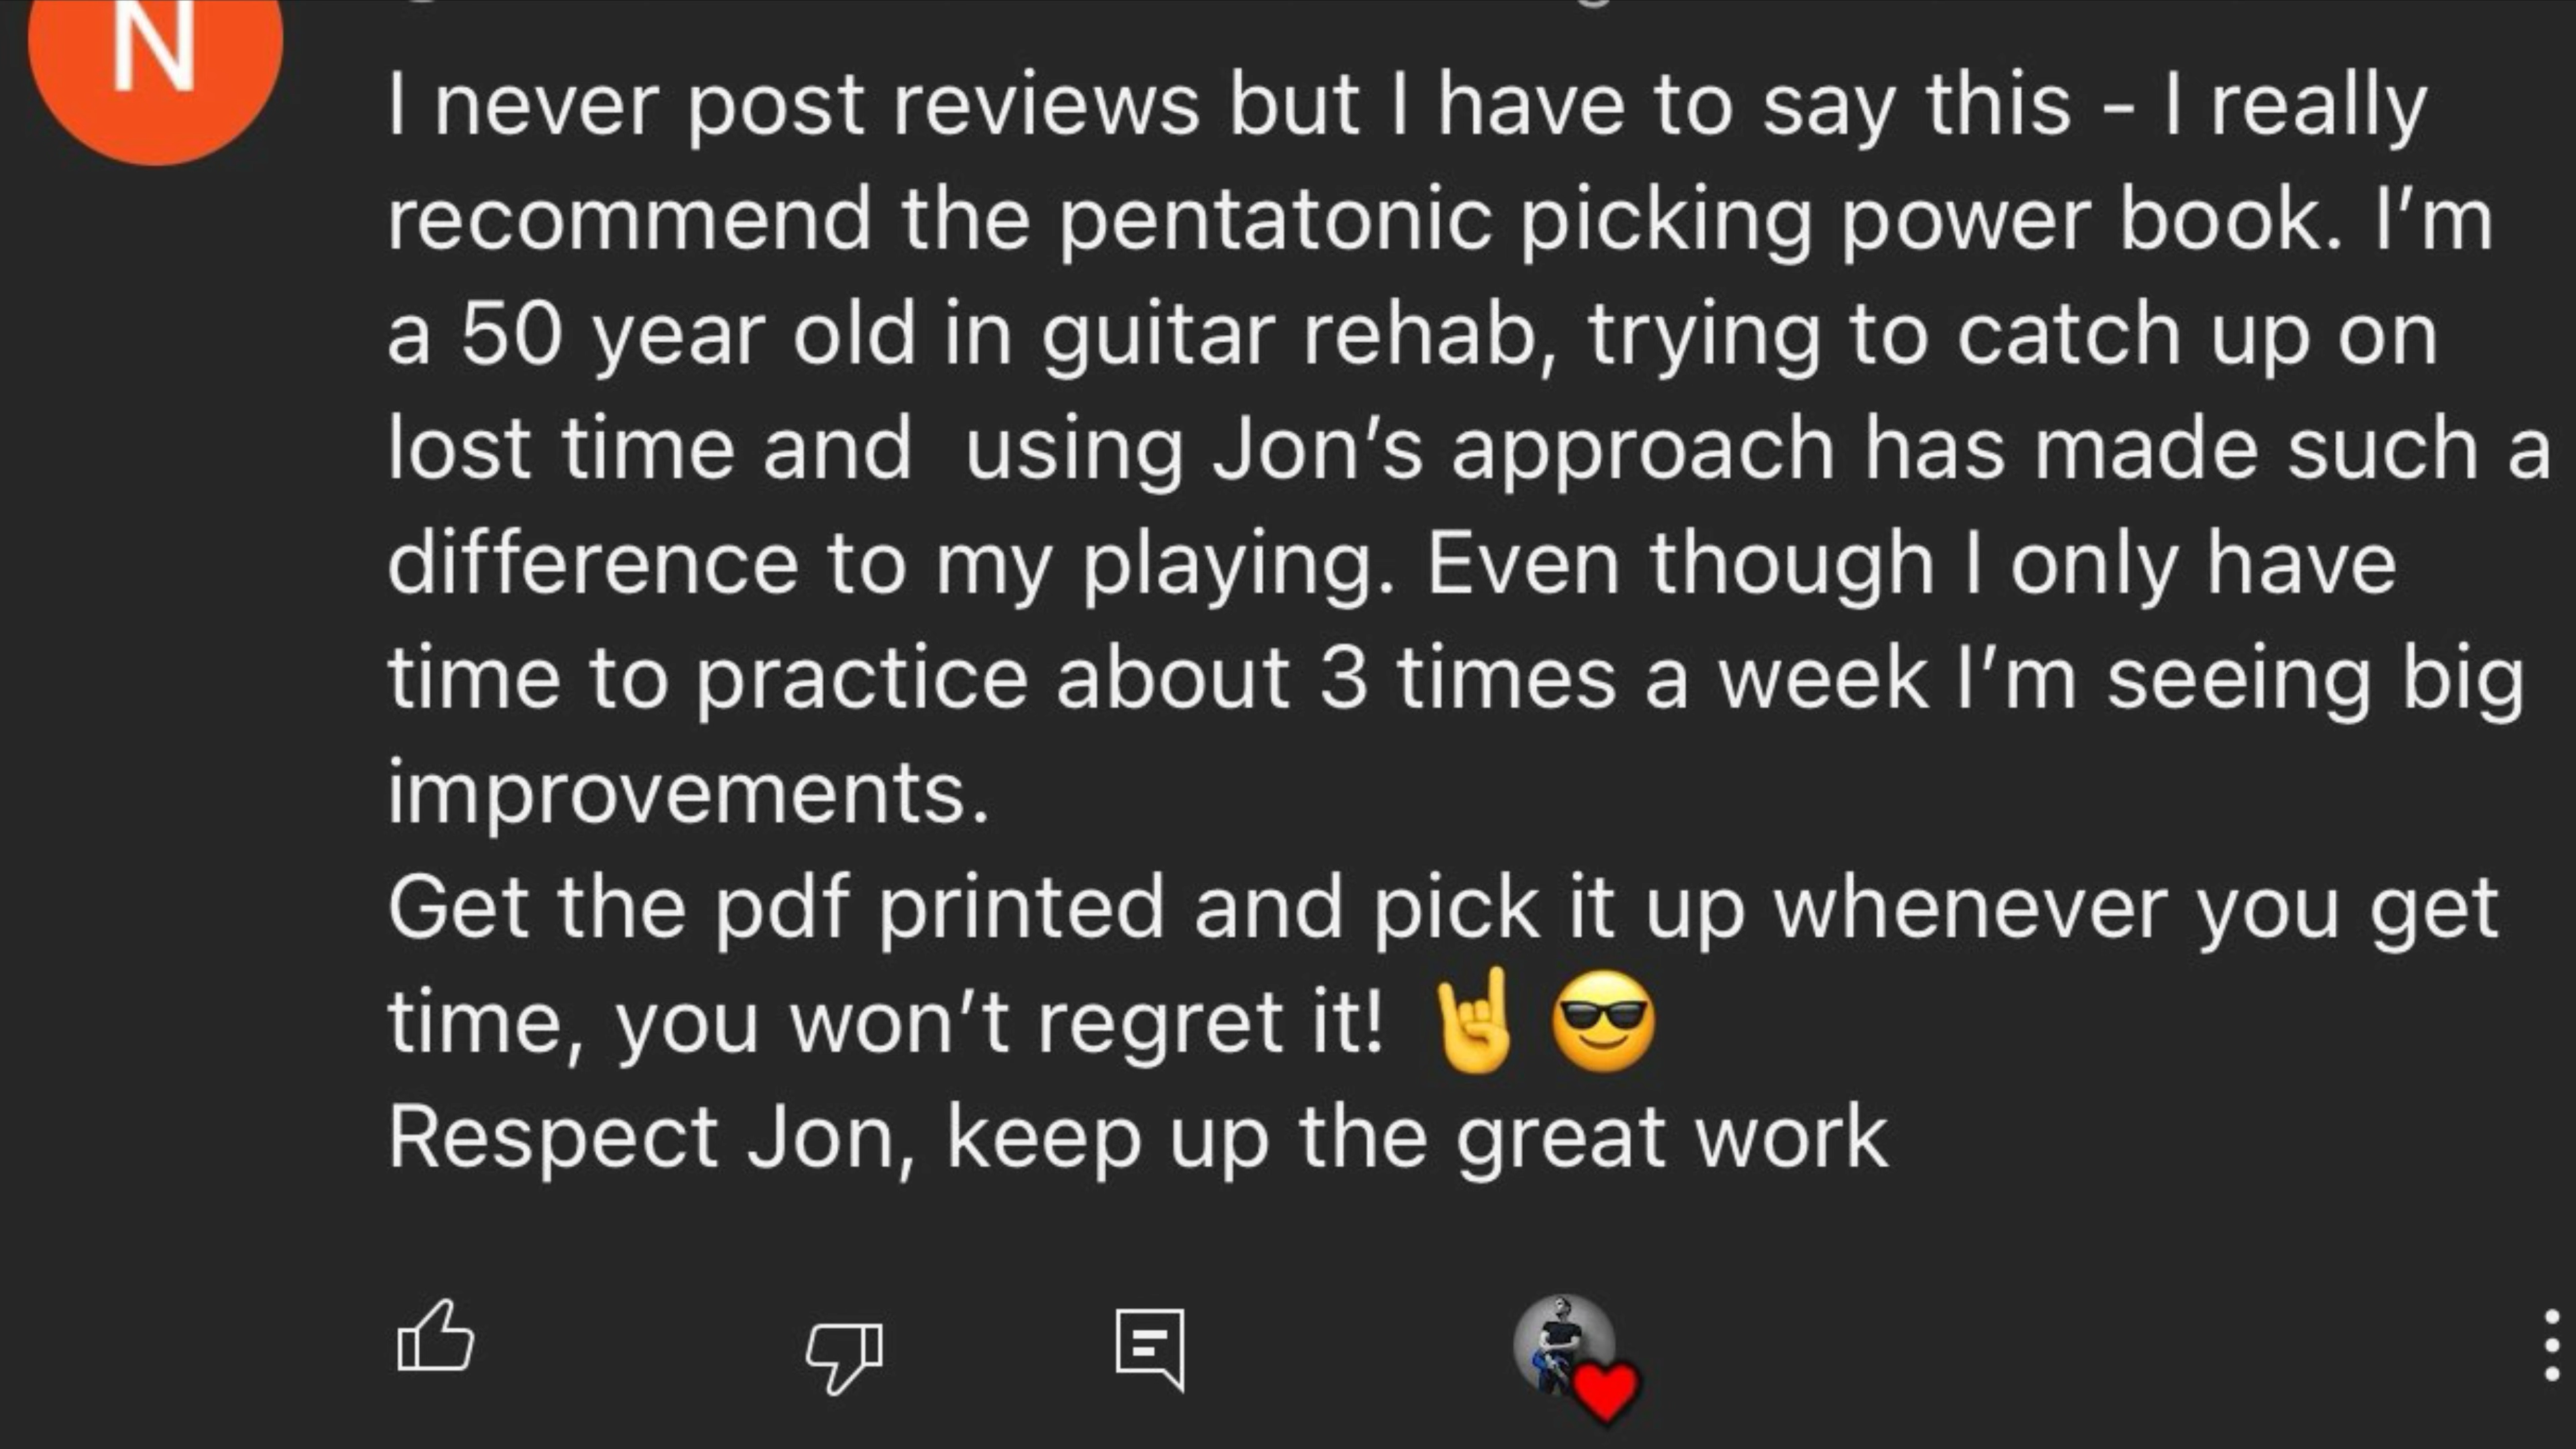 N
I never post reviews but I have to say this - I really
recommend the pentatonic picking power book. I’m
a 50 year old in guitar rehab, trying to catch up on
lost time and  using Jon’s approach has made such a
difference to my playing. Even though I only have
time to practice about 3 times a week I’m seeing big
improvements.
Get the pdf printed and pick it up whenever you get
time, you won’t regret it! 🤘 😎
Respect Jon, keep up the great work